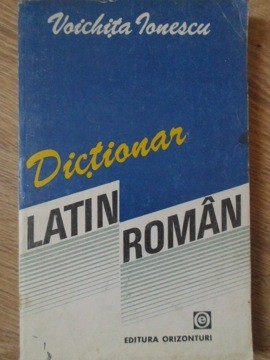 Voichița Ionescu
Dicționar
LATIN
ROMÂN
e
EDITURA ORIZONTURI